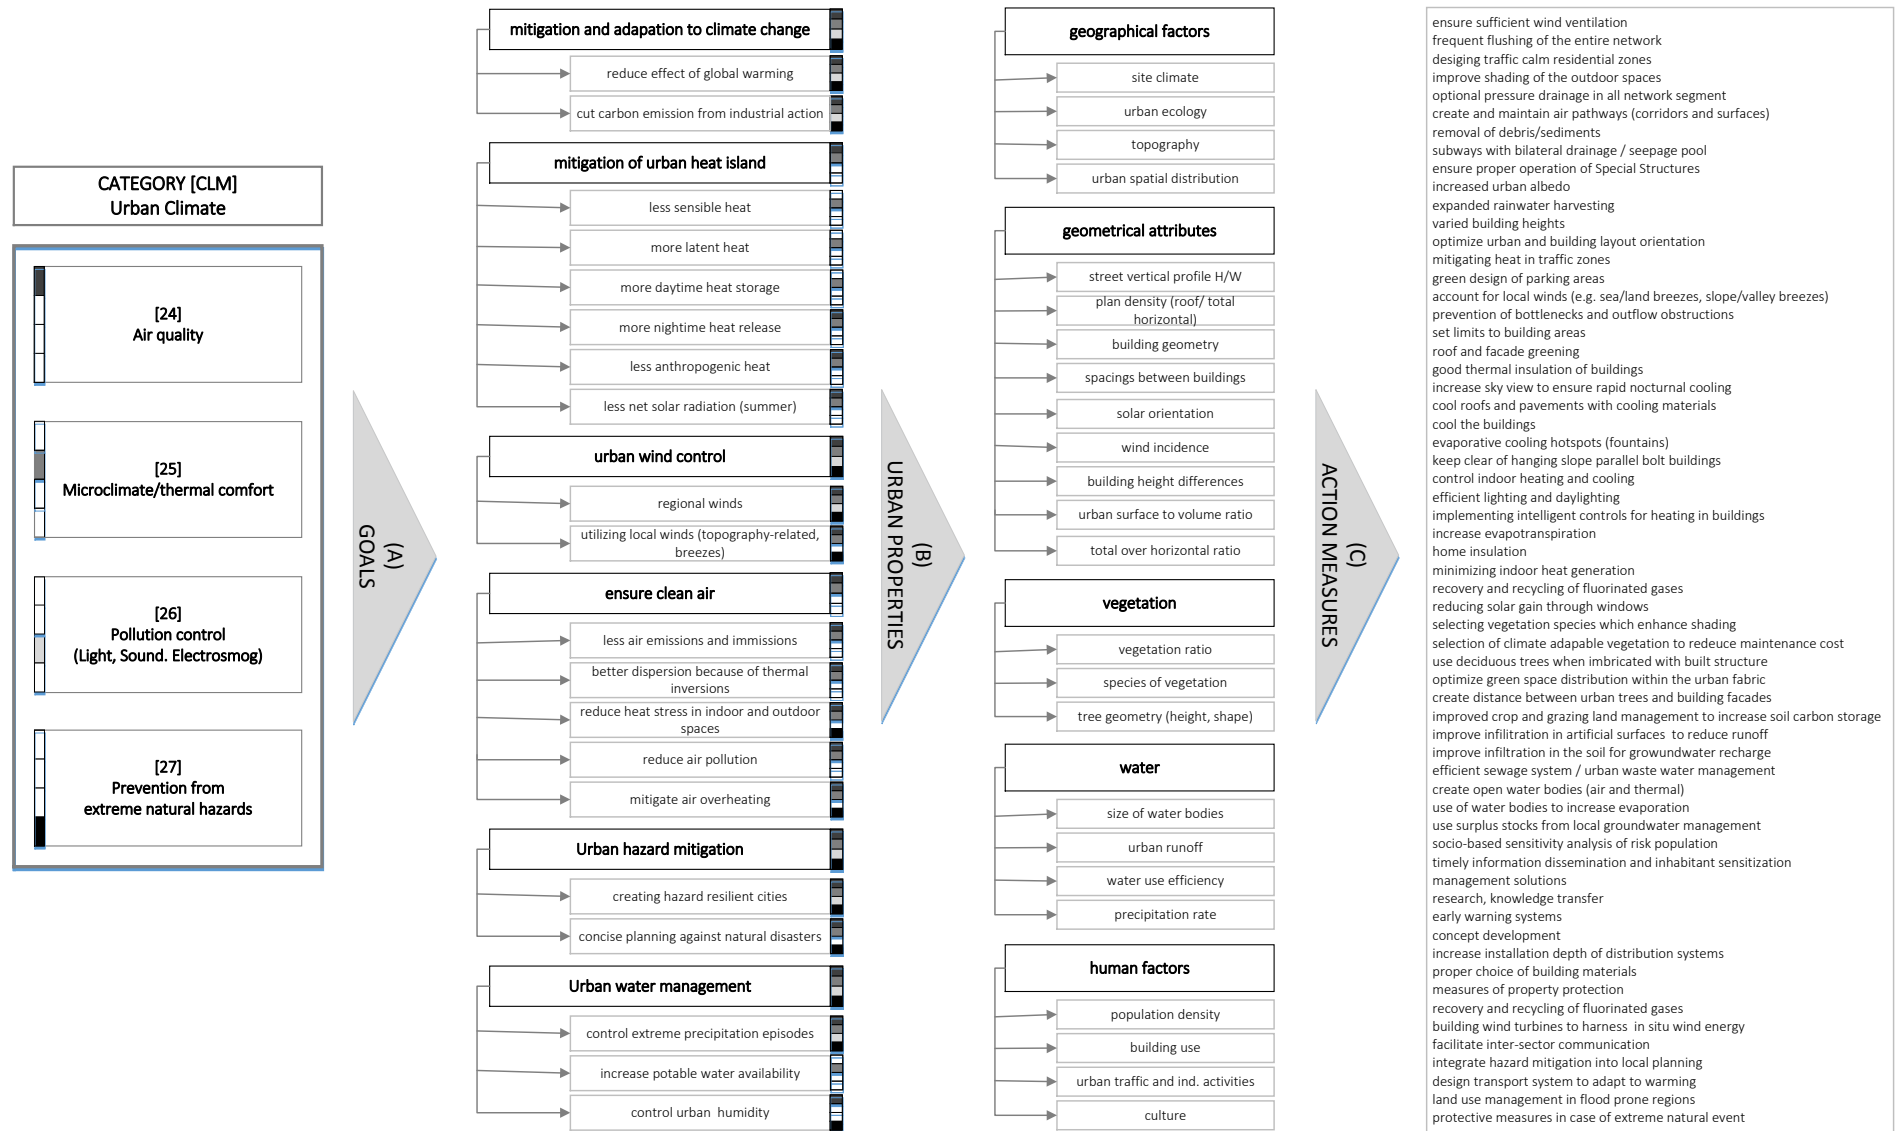 CATEGORY [CLM]
Urban Climate
[24]
Air quality
[25]
Microclimate/thermal comfort
[26]
Pollution control
(Light, Sound. Electrosmog)
[27]
Prevention from
extreme natural hazards
(A)
GOALS
mitigation and adapation to climate change
reduce effect of global warming
cut carbon emission from industrial action
mitigation of urban heat island
less sensible heat
more latent heat
more daytime heat storage
more nightime heat release
less anthropogenic heat
less net solar radiation (summer)
urban wind control
regional winds
utilizing local winds (topography-related,
breezes)
ensure clean air
less air emissions and immissions
better dispersion because of thermal
inversions
reduce heat stress in indoor and outdoor
spaces
reduce air pollution
mitigate air overheating
Urban hazard mitigation
creating hazard resilient cities
concise planning against natural disasters
Urban water management
control extreme precipitation episodes
increase potable water availability
control urban  humidity
(B)
URBAN PROPERTIES
geographical factors
site climate
urban ecology
topography
urban spatial distribution
geometrical attributes
street vertical profile H/W
plan density (roof/ total
horizontal)
building geometry
spacings between buildings
solar orientation
wind incidence
building height differences
urban surface to volume ratio
total over horizontal ratio
vegetation
vegetation ratio
species of vegetation
tree geometry (height, shape)
water
size of water bodies
urban runoff
water use efficiency
precipitation rate
human factors
population density
building use
urban traffic and ind. activities
culture
(C)
ACTION MEASURES
ensure sufficient wind ventilation
frequent flushing of the entire network
desiging traffic calm residential zones
improve shading of the outdoor spaces
optional pressure drainage in all network segment
create and maintain air pathways (corridors and surfaces)
removal of debris/sediments
subways with bilateral drainage / seepage pool
ensure proper operation of Special Structures
increased urban albedo
expanded rainwater harvesting
varied building heights
optimize urban and building layout orientation
mitigating heat in traffic zones
green design of parking areas
account for local winds (e.g. sea/land breezes, slope/valley breezes)
prevention of bottlenecks and outflow obstructions
set limits to building areas
roof and facade greening
good thermal insulation of buildings
increase sky view to ensure rapid nocturnal cooling
cool roofs and pavements with cooling materials
cool the buildings
evaporative cooling hotspots (fountains)
keep clear of hanging slope parallel bolt buildings
control indoor heating and cooling
efficient lighting and daylighting
implementing intelligent controls for heating in buildings
increase evapotranspiration
home insulation
minimizing indoor heat generation
recovery and recycling of fluorinated gases
reducing solar gain through windows
selecting vegetation species which enhance shading
selection of climate adapable vegetation to redeuce maintenance cost
use deciduous trees when imbricated with built structure
optimize green space distribution within the urban fabric
create distance between urban trees and building facades
improved crop and grazing land management to increase soil carbon storage
improve infilitration in artificial surfaces  to reduce runoff
improve infiltration in the soil for growundwater recharge
efficient sewage system / urban waste water management
create open water bodies (air and thermal)
use of water bodies to increase evaporation
use surplus stocks from local groundwater management
socio-based sensitivity analysis of risk population
timely information dissemination and inhabitant sensitization
management solutions
research, knowledge transfer
early warning systems
concept development
increase installation depth of distribution systems
proper choice of building materials
measures of property protection
recovery and recycling of fluorinated gases
building wind turbines to harness  in situ wind energy
facilitate inter-sector communication
integrate hazard mitigation into local planning
design transport system to adapt to warming
land use management in flood prone regions
protective measures in case of extreme natural event